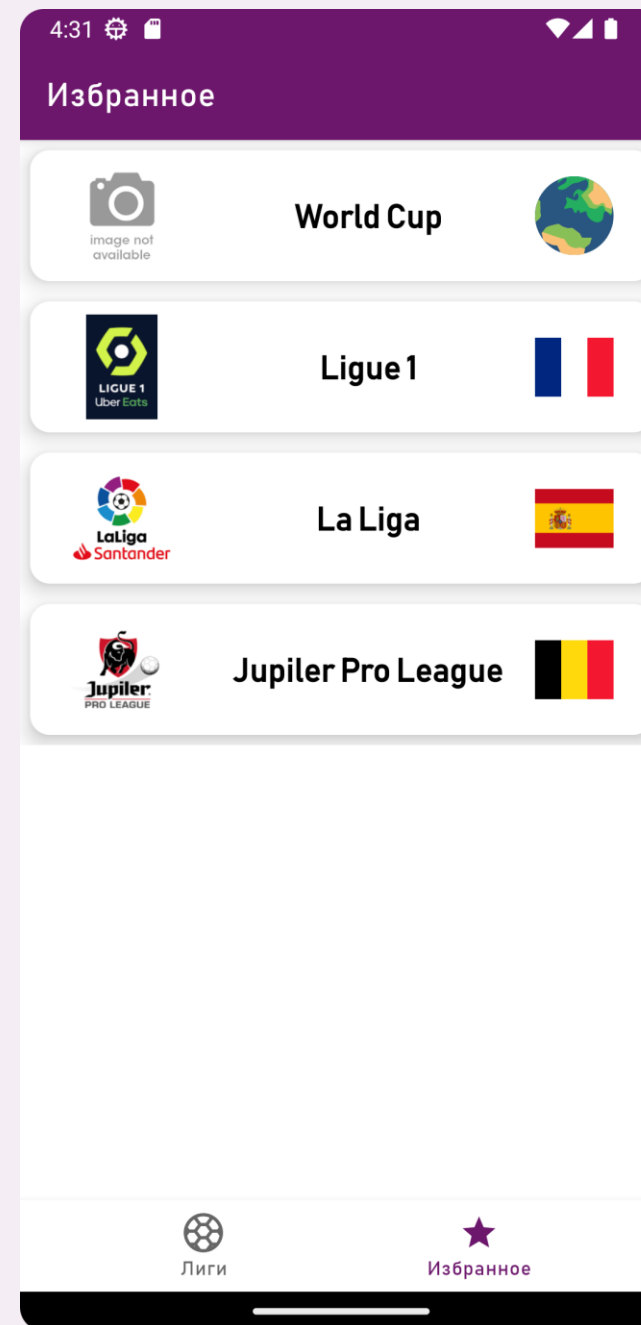 4:31
Избранное
image not
available
World Cup
LIGUE 1
Uber Eats
Ligue 1
LaLiga
Santander
La Liga
Jupiler
PRO LEAGUE
Jupiler Pro League
Лиги
Избранное